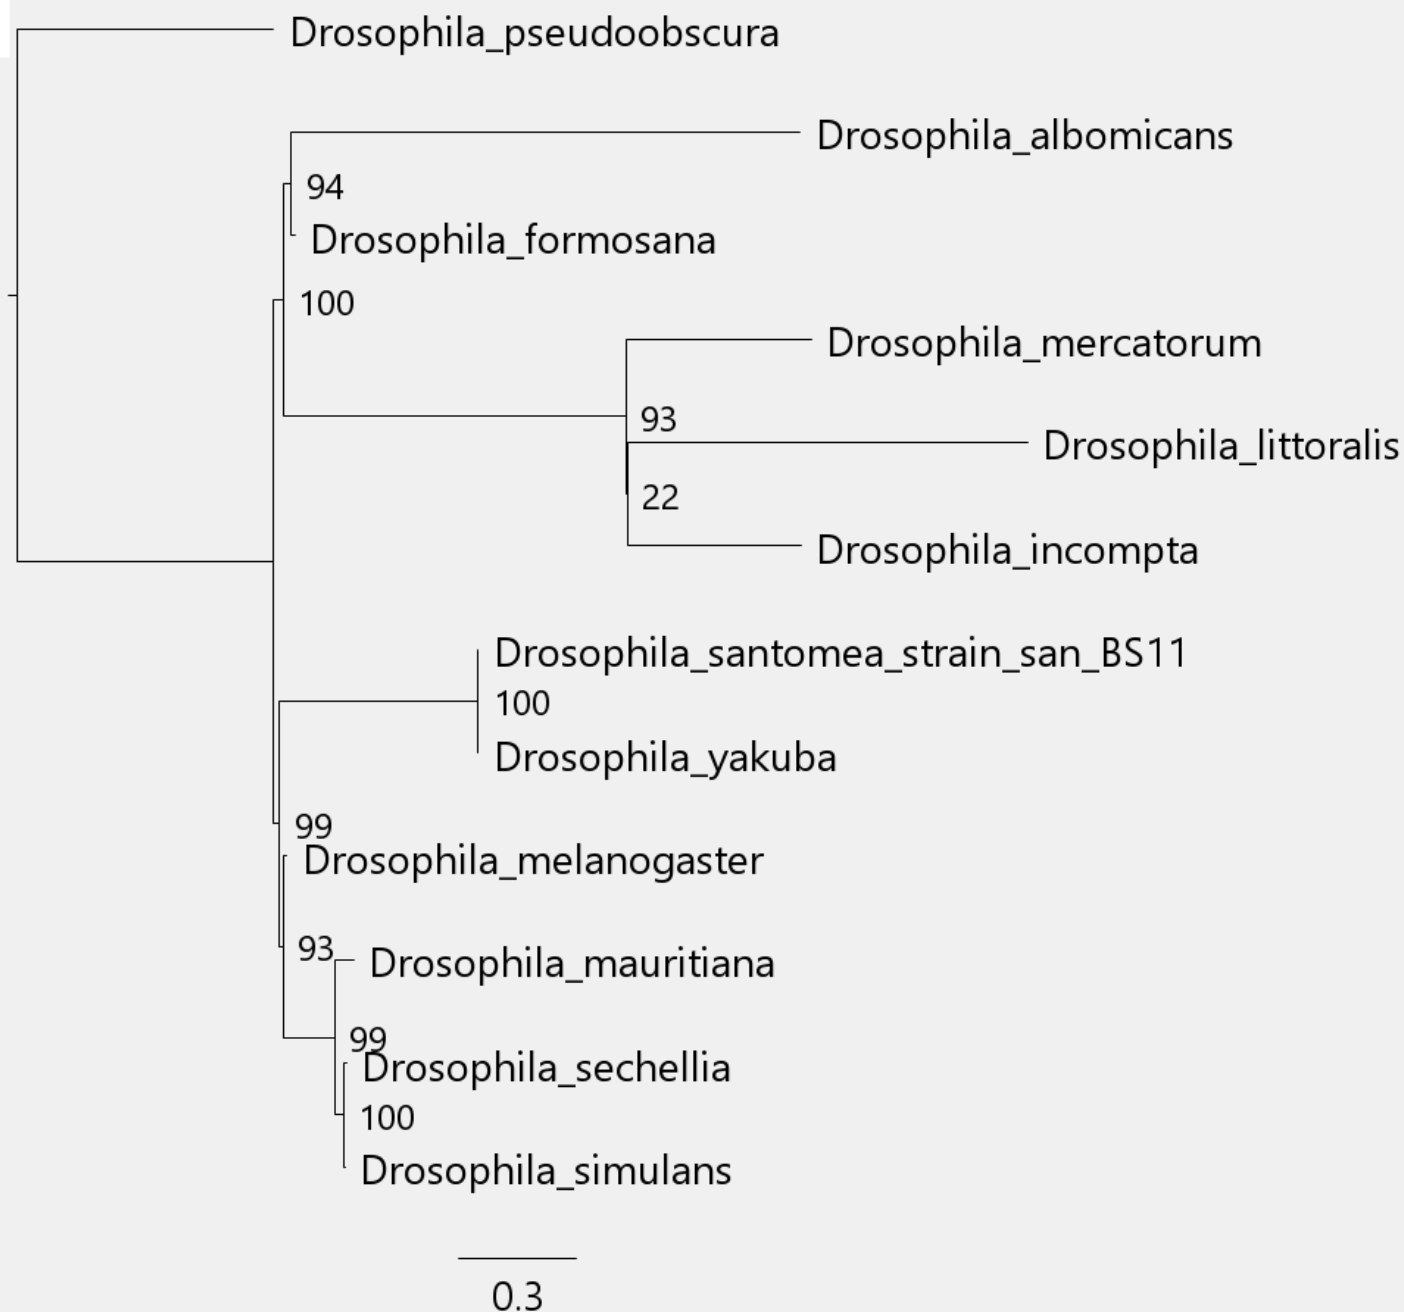 Drosophila_pseudoobscura
Drosophila_albomicans
94
Drosophila_formosana
100
Drosophila_mercatorum
93
Drosophila_littoralis
22
Drosophila_incompta
Drosophila_santomea_strain_san_BS11
100
Drosophila_yakuba
99
Drosophila_melanogaster
93
Drosophila_mauritiana
99
Drosophila_sechellia
100
Drosophila_simulans
0.3